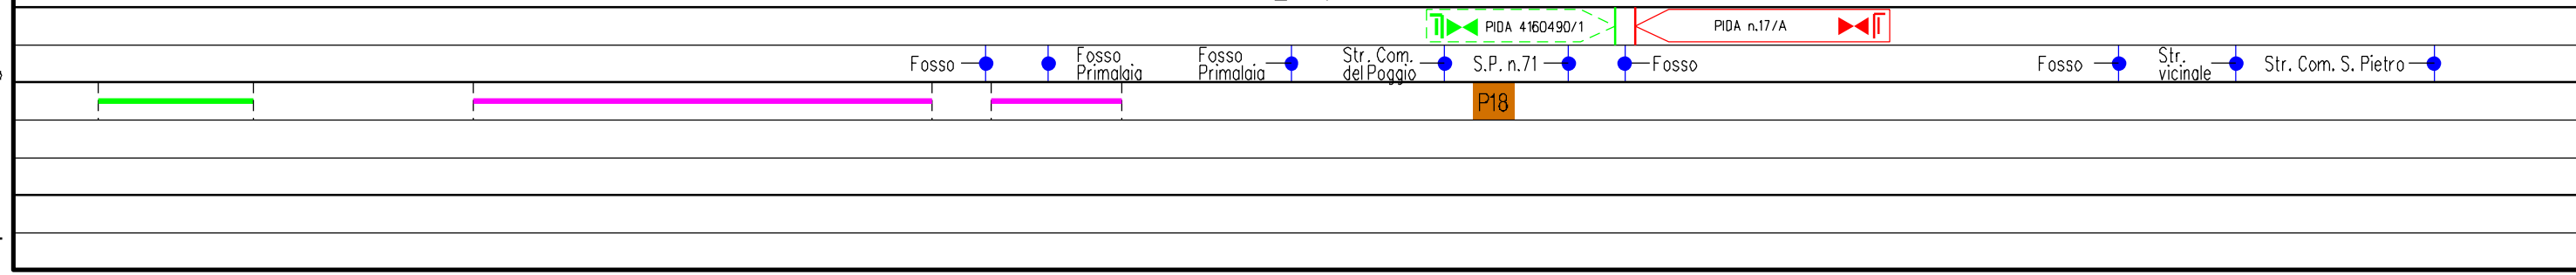 PIDA 4160490/1
PIDA n.17/A
Fosso
Fosso
Primalaia
Fosso
Primalaia
Str. Com.
del Poggio
S.P. n.71
Fosso
Fosso
Str.
vicinale
Str. Com. S. Pietro
P18